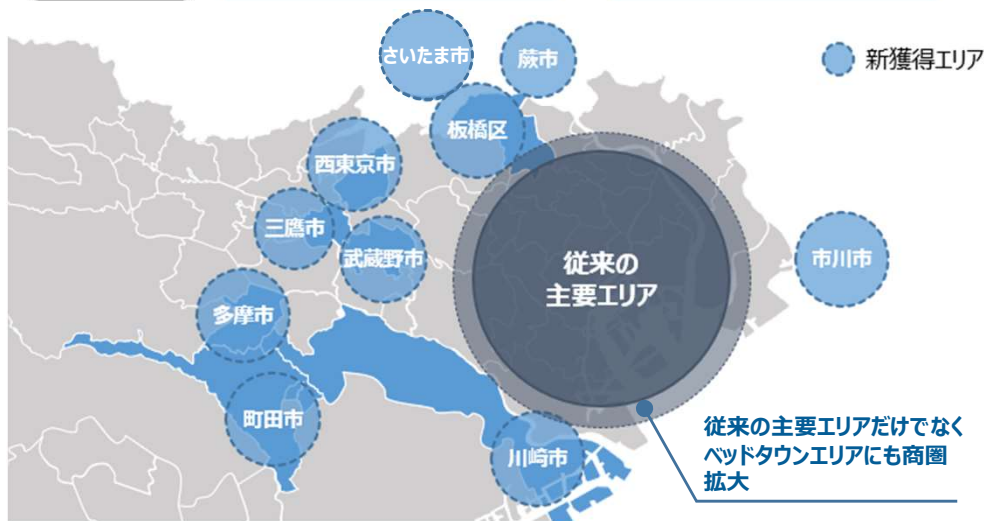 さいたま市
蕨市
新獲得エリア
板橋区
西東京市
三鷹市
武蔵野市
従来の
主要エリア
市川市
多摩市
町田市
川崎市
従来の主要エリアだけでなく
ベッドタウンエリアにも商圏
拡大